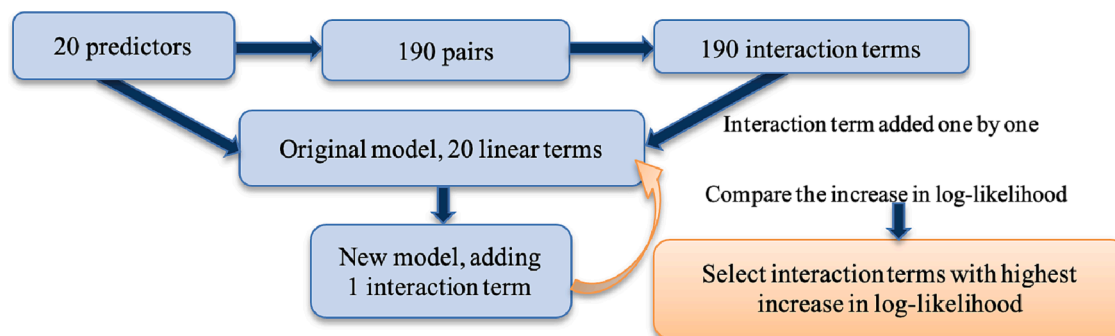 20 predictors
190 pairs
190 interaction terms
Original model, 20 linear terms
Interaction term added one by one
Compare the increase in log-likelihood
New model, adding
1 interaction term
Select interaction terms with highest
increase in log-likelihood